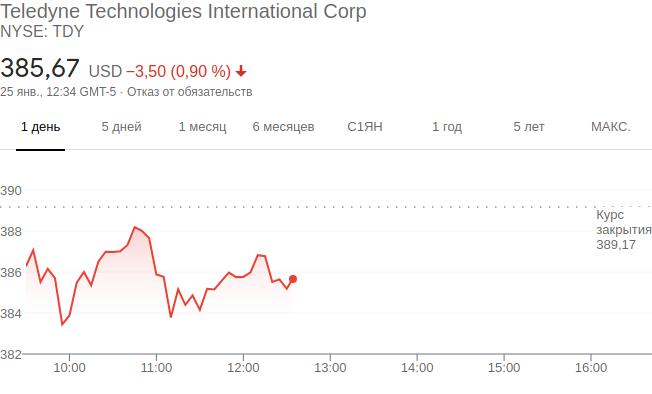 Teledyne Technologies International Corp
NYSE: TDY
385,67 USD −3,50 (0,90 %)
25 янв., 12:34 GMT-5 · Отказ от обязательств
1 день 5 дней 1 месяц 6 месяцев С1ЯН 1 год 5 лет МАКС.
390
Курс
закрытия
389,17
388
386
384
382
10:00 11:00 12:00 13:00 14:00 15:00 16:00